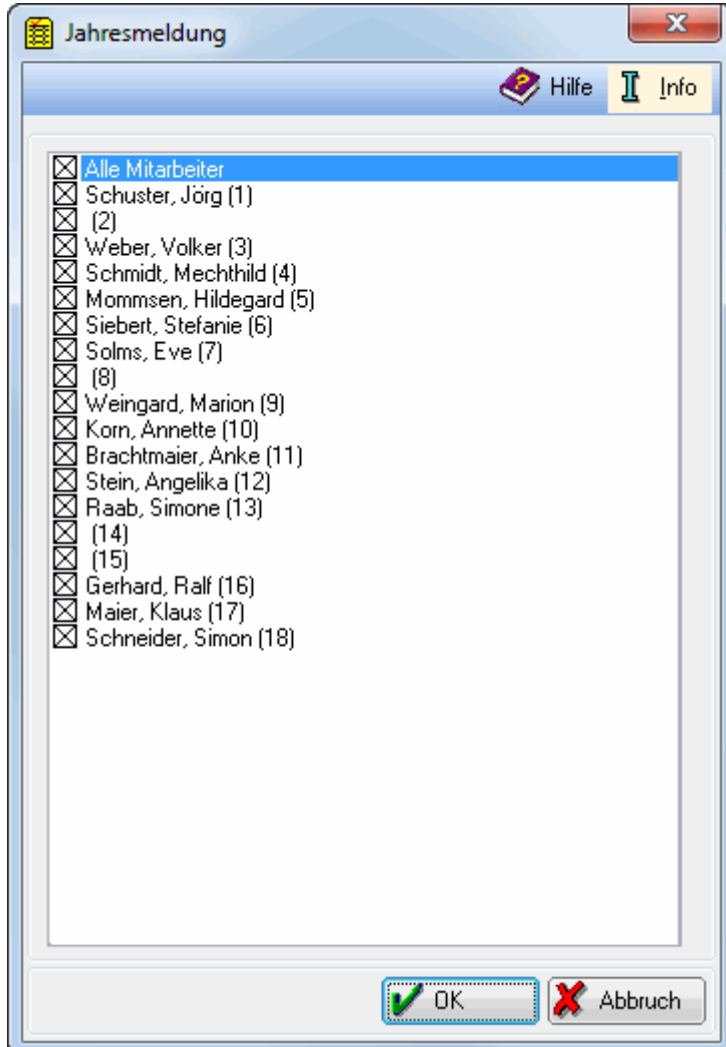 Jahresmeldung
Hilfe Info
Alle Mitarbeiter
Schuster, Jörg (1)
(2)
Weber, Volker (3)
Schmidt, Mechthild (4)
Mommsen, Hildegard (5)
Siebert, Stefanie (6)
Solms, Eve (7)
(8)
Weingard, Marion (9)
Korn, Annette (10)
Brachtmaier, Anke (11)
Stein, Angelika (12)
Raab, Simone (13)
(14)
(15)
Gerhard, Ralf (16)
Maier, Klaus (17)
Schneider, Simon (18)
OK Abbruch